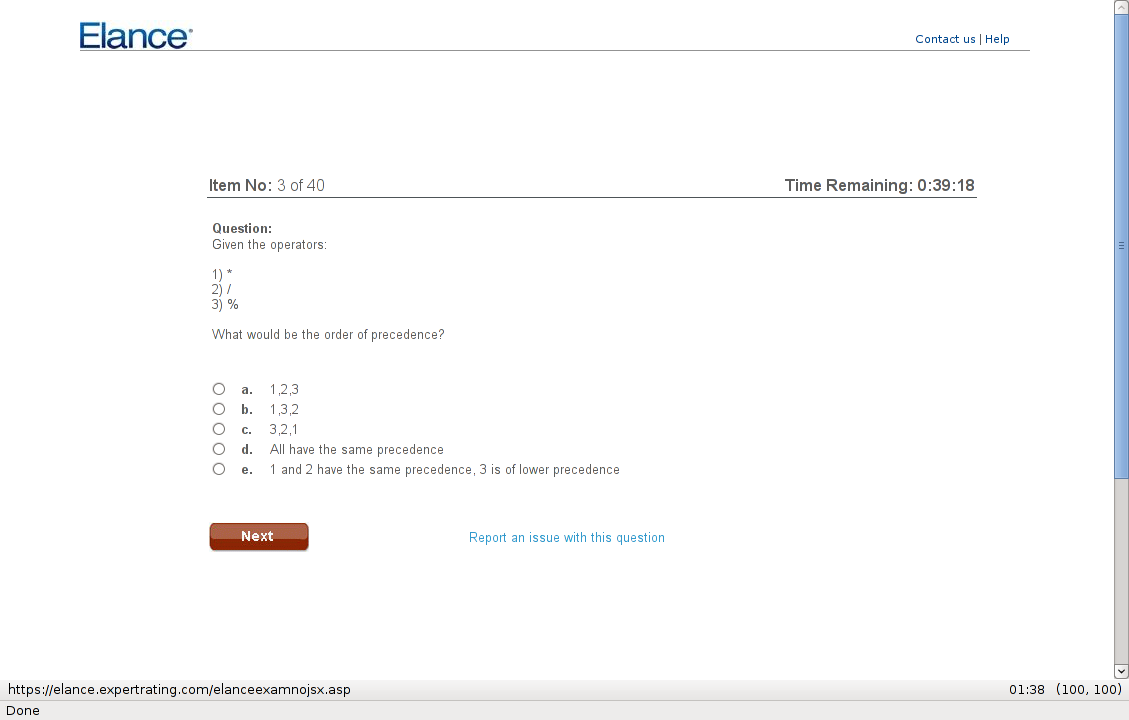 Elance
Contact us | Help
Item No: 3 of 40
Time Remaining: 0:39:18
Question:
Given the operators:
1) *
2) /
3) %
What would be the order of precedence?
a. 1,2,3
b. 1,3,2
c. 3,2,1
d. All have the same precedence
e. 1 and 2 have the same precedence, 3 is of lower precedence
Next
Report an issue with this question
https://elance.expertrating.com/elanceexamnojsx.asp
01:38 (100, 100)
Done